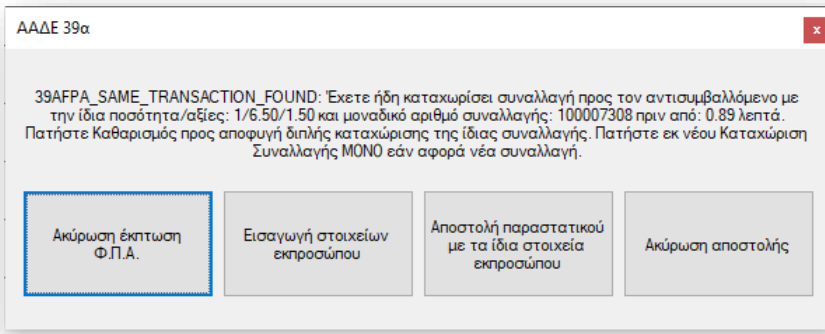 ΑΑΔΕ 39α
x
39AFPA_SAME_TRANSACTION_FOUND: Έχετε ήδη καταχωρίσει συναλλαγή προς τον αντισυμβαλλόμενο με
την ίδια ποσότητα/αξίες: 1/6.50/1.50 και μοναδικό αριθμό συναλλαγής: 100007308 πριν από: 0.89 λεπτά.
Πατήστε Καθαρισμός προς αποφυγή διπλής καταχώρισης της ίδιας συναλλαγής. Πατήστε εκ νέου Καταχώριση
Συναλλαγής ΜΟΝΟ εάν αφορά νέα συναλλαγή.
Ακύρωση έκπτωση
Φ.Π.Α.
Εισαγωγή στοιχείων
εκπροσώπου
Αποστολή παραστατικού
με τα ίδια στοιχεία
εκπροσώπου
Ακύρωση αποστολής